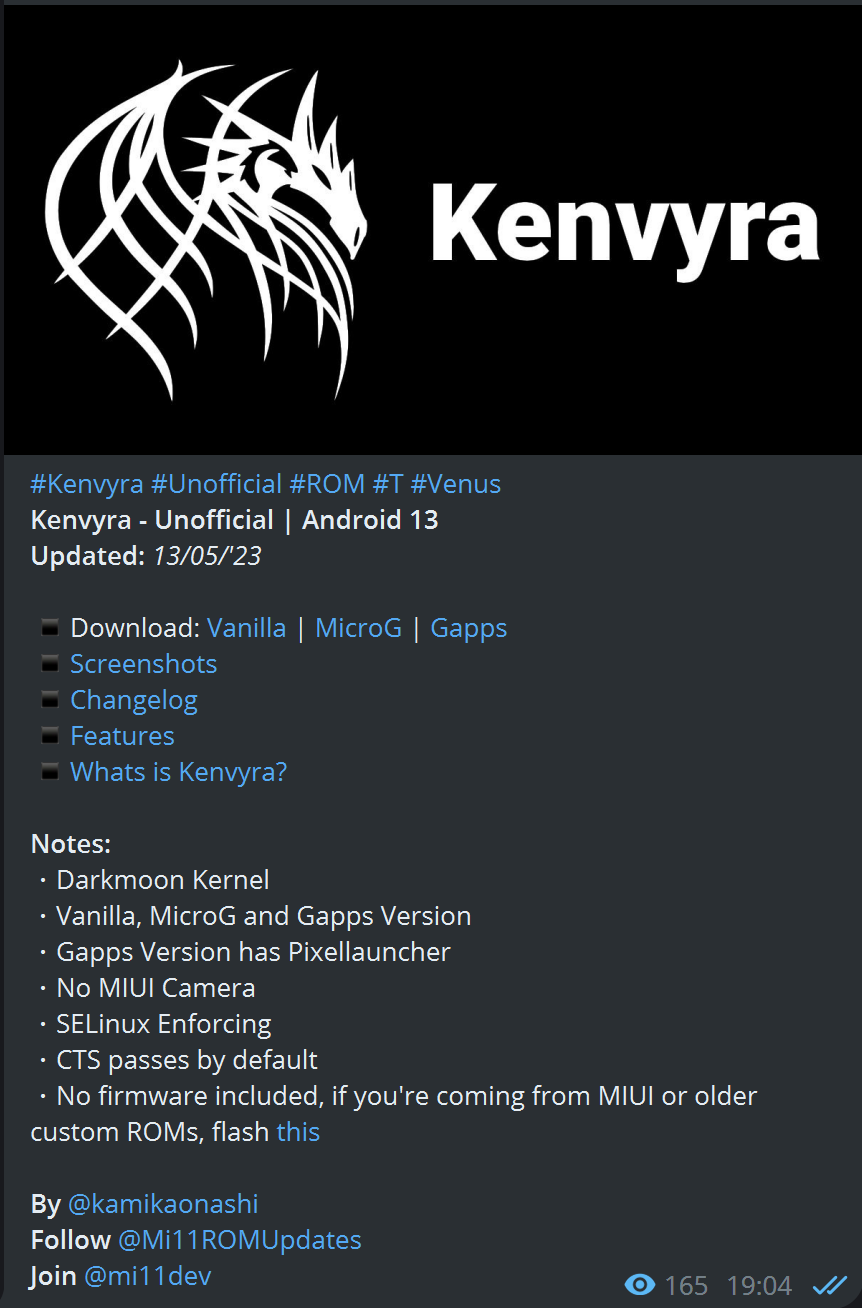 Kenvyra
#Kenvyra #Unofficial #ROM #T #Venus
Kenvyra - Unofficial | Android 13
Updated: 13/05/'23
▪ Download: Vanilla | MicroG | Gapps
▪ Screenshots
▪ Changelog
▪ Features
▪ Whats is Kenvyra?
Notes:
· Darkmoon Kernel
· Vanilla, MicroG and Gapps Version
· Gapps Version has Pixellauncher
· No MIUI Camera
· SELinux Enforcing
· CTS passes by default
· No firmware included, if you're coming from MIUI or older
custom ROMs, flash this
By @kamikaonashi
Follow @Mi11ROMUpdates
Join @mi11dev
165 19:04